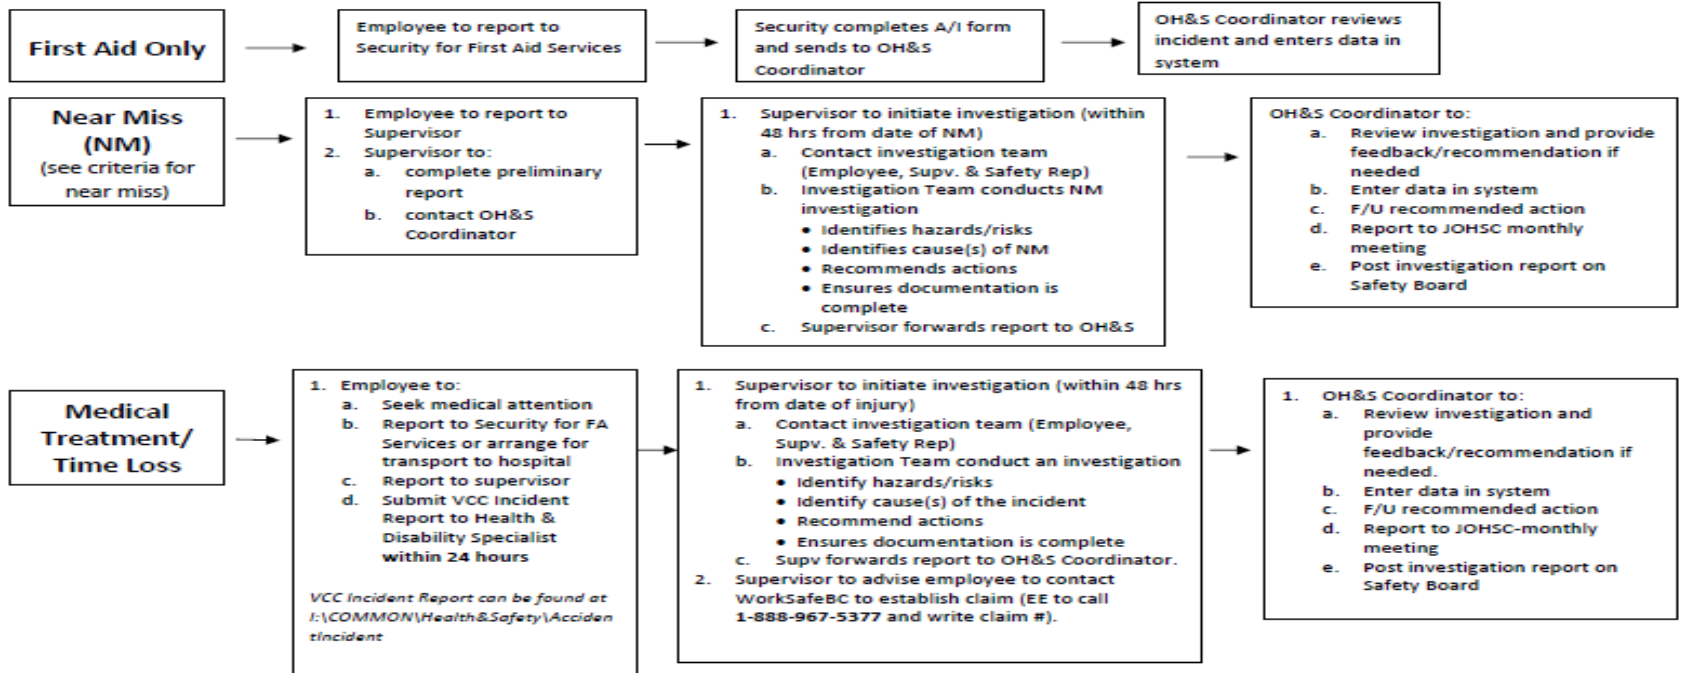 First Aid Only
Employee to report to
Security for First Aid Services
Security completes A/I form
and sends to OH&S
Coordinator
OH&S Coordinator reviews
incident and enters data in
system
Near Miss
(NM)
(see criteria for
near miss)
1. Employee to report to
Supervisor
2. Supervisor to:
a. complete preliminary
report
b. contact OH&S
Coordinator
1. Supervisor to initiate investigation (within
48 hrs from date of NM)
a. Contact investigation team
(Employee, Supv. & Safety Rep)
b. Investigation Team conducts NM
investigation
• Identifies hazards/risks
• Identifies cause(s) of NM
• Recommends actions
• Ensures documentation is
complete
c. Supervisor forwards report to OH&S
OH&S Coordinator to:
a. Review investigation and provide
feedback/recommendation if
needed
b. Enter data in system
c. F/U recommended action
d. Report to JOHSC monthly
meeting
e. Post investigation report on
Safety Board
Medical
Treatment/
Time Loss
1. Employee to:
a. Seek medical attention
b. Report to Security for FA
Services or arrange for
transport to hospital
c. Report to supervisor
d. Submit VCC Incident
Report to Health &
Disability Specialist
within 24 hours
VCC Incident Report can be found at
I:\COMMON\Health&Safety\Acciden
tIncident
1. Supervisor to initiate investigation (within 48 hrs
from date of injury)
a. Contact investigation team (Employee,
Supv. & Safety Rep)
b. Investigation Team conduct an investigation
• Identify hazards/risks
• Identify cause(s) of the incident
• Recommend actions
• Ensures documentation is complete
c. Supv forwards report to OH&S Coordinator.
2. Supervisor to advise employee to contact
WorkSafeBC to establish claim (EE to call
1-888-967-5377 and write claim #).
1. OH&S Coordinator to:
a. Review investigation and
provide
feedback/recommendation if
needed.
b. Enter data in system
c. F/U recommended action
d. Report to JOHSC-monthly
meeting
e. Post investigation report on
Safety Board